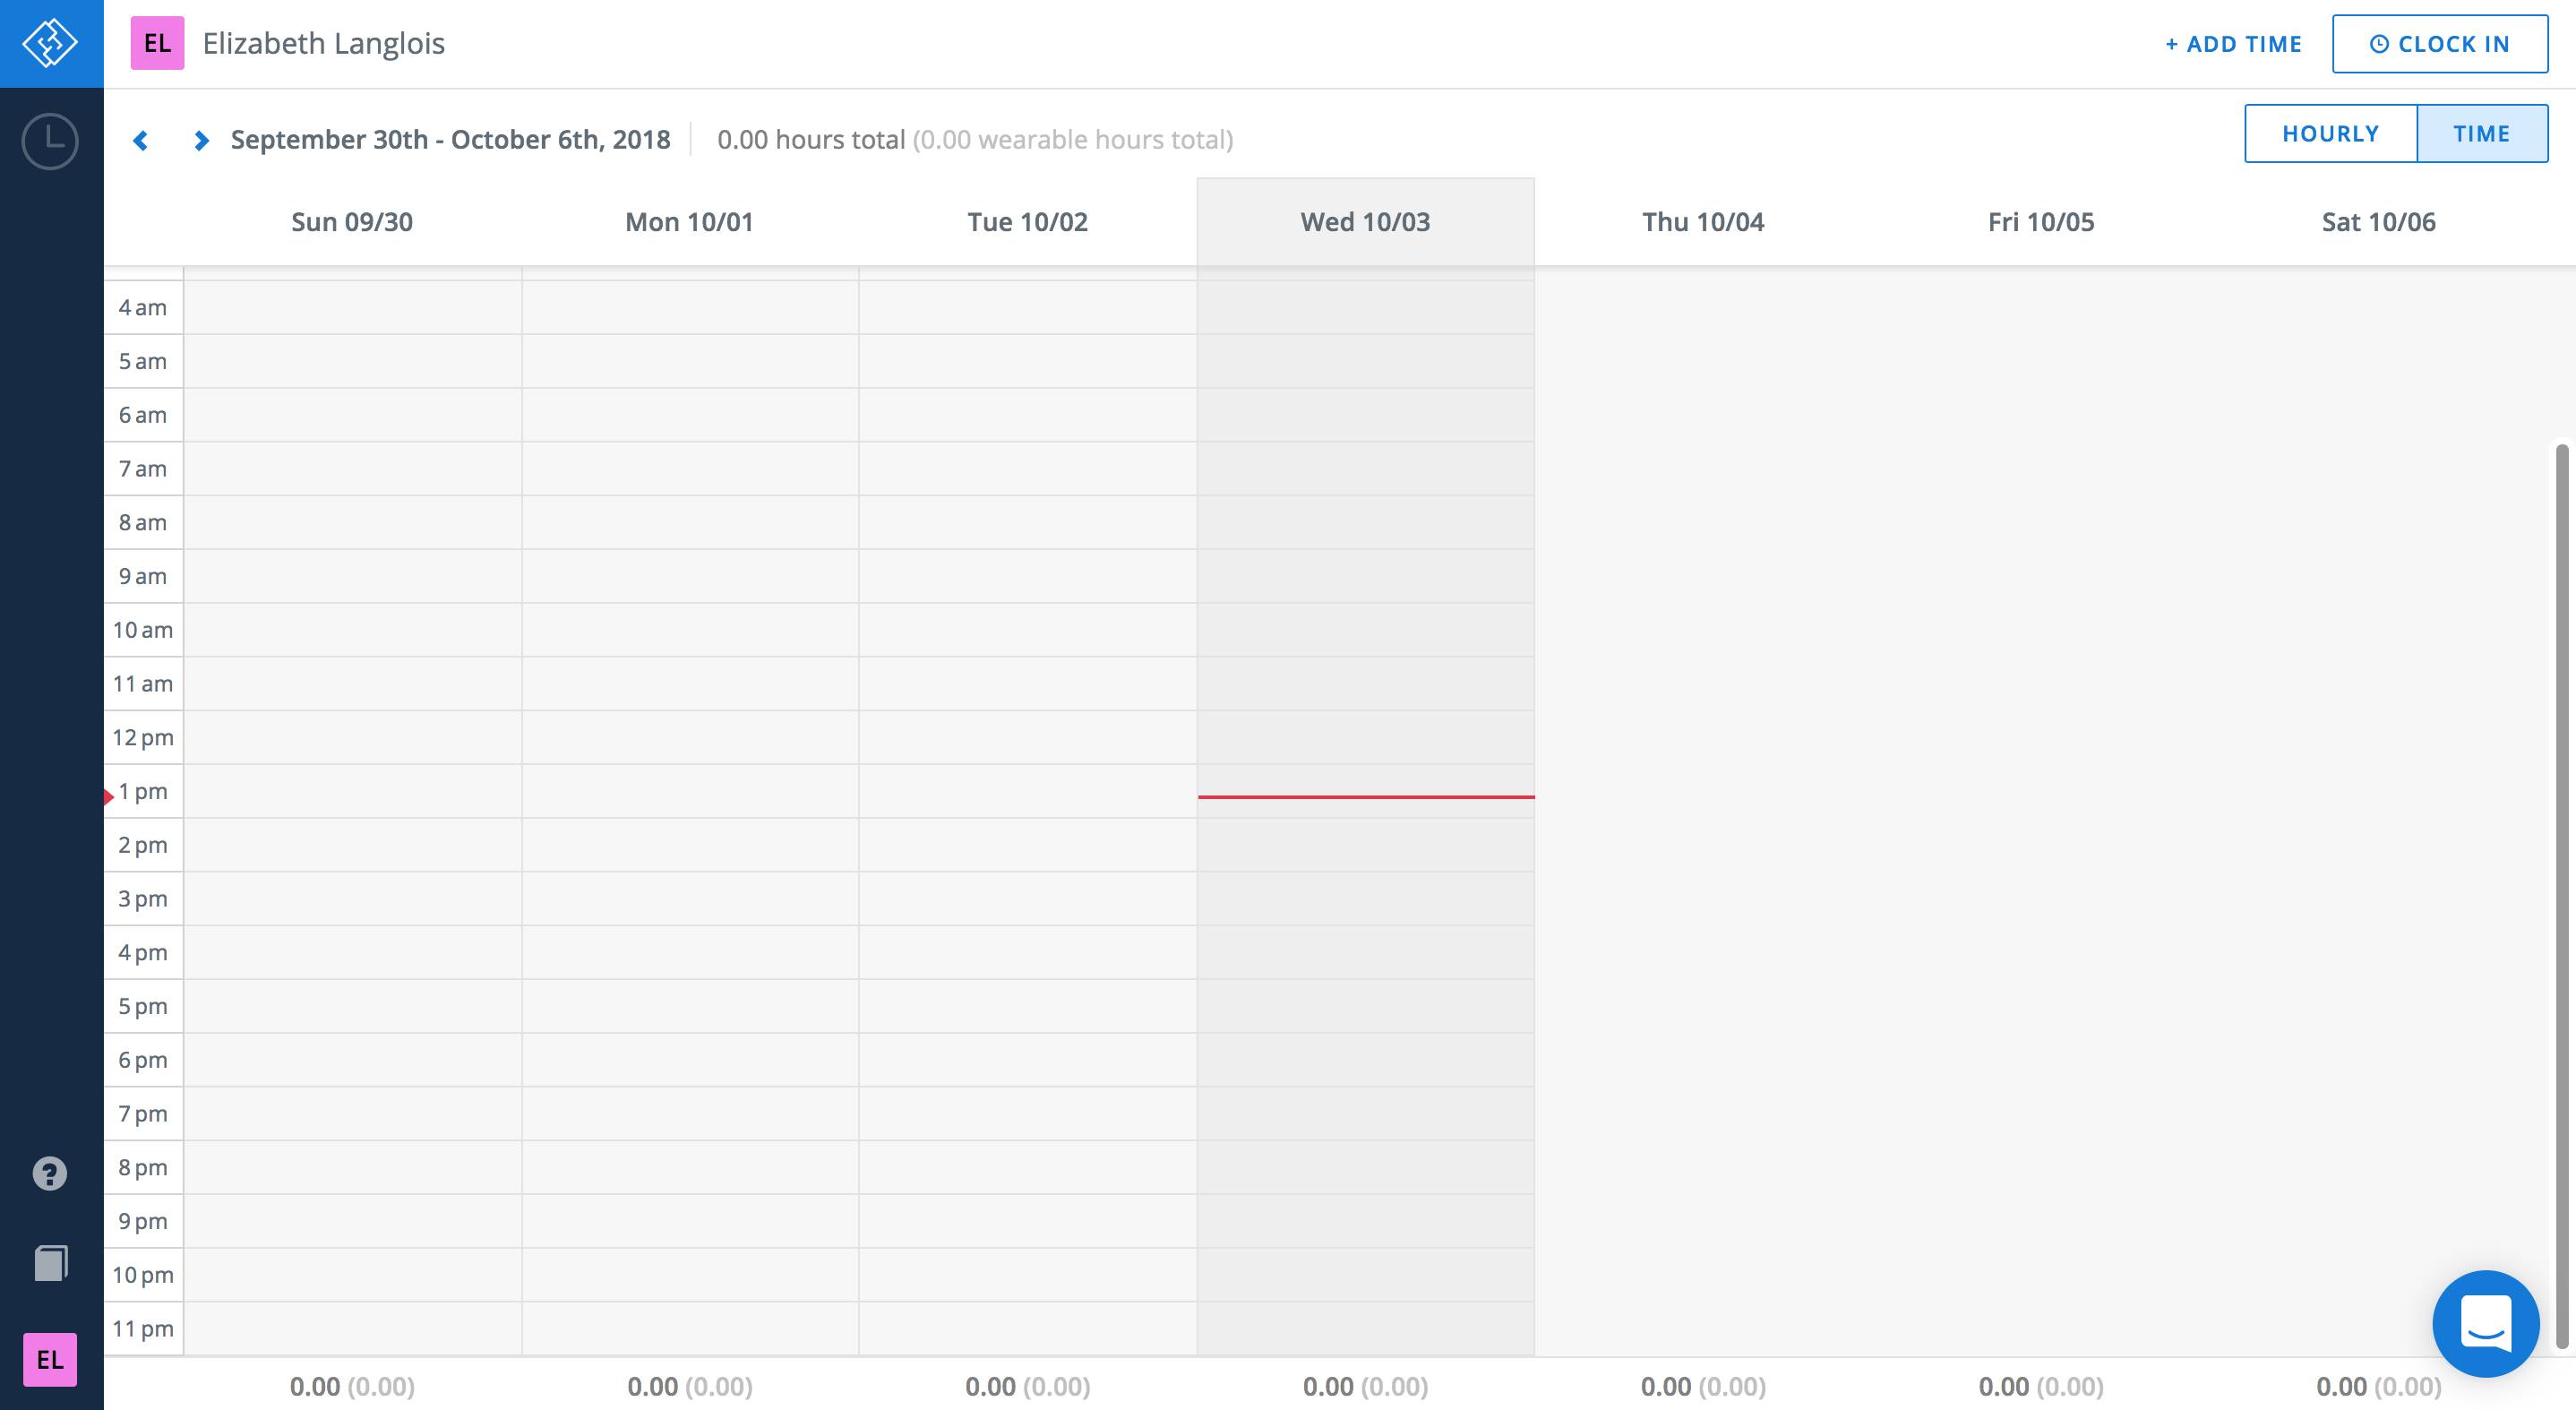 EL Elizabeth Langlois + ADD TIME CLOCK IN
September 30th - October 6th, 2018 0.00 hours total (0.00 wearable hours total) HOURLY TIME
Sun 09/30 Mon 10/01 Tue 10/02 Wed 10/03 Thu 10/04 Fri 10/05 Sat 10/06
4 am
5 am
6 am
7 am
8 am
9 am
10 am
11 am
12 pm
1 pm
2 pm
3 pm
4 pm
5 pm
6 pm
7 pm
8 pm
9 pm
10 pm
11 pm
EL
0.00 (0.00) 0.00 (0.00) 0.00 (0.00) 0.00 (0.00) 0.00 (0.00) 0.00 (0.00) 0.00 (0.00)